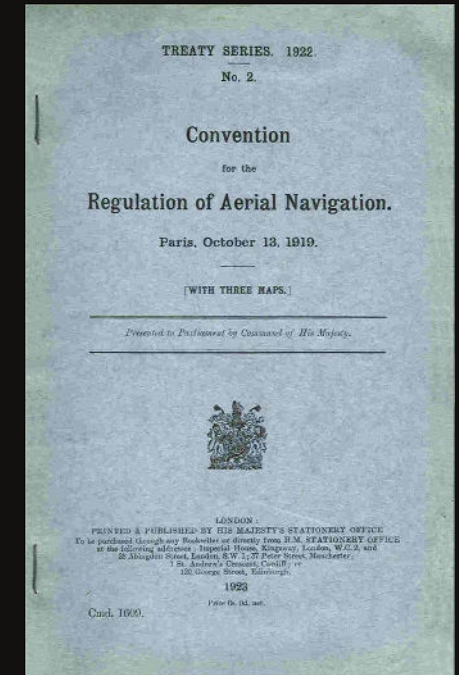 TREATY SERIES. 1922.
No. 2.
Convention
for the
Regulation of Aerial Navigation.
Paris, October 13, 1919.
[WITH THREE MAPS.]
Presented to Parliament by Command of His Majesty.
LONDON:
PRINTED & PUBLISHED BY HIS MAJESTY'S STATIONERY OFFICE
To be purchased through any Bookseller or directly from H.M. STATIONERY OFFICE
at the following addresses: Imperial House, Kingsway, London, W.C. 2, and
28 Abingdon Street, London, S.W. 1; 37 Peter Street, Manchester;
1 St. Andrew's Crescent, Cardiff; or
120 George Street, Edinburgh.
1923
Price net.
Cmd. 1609.